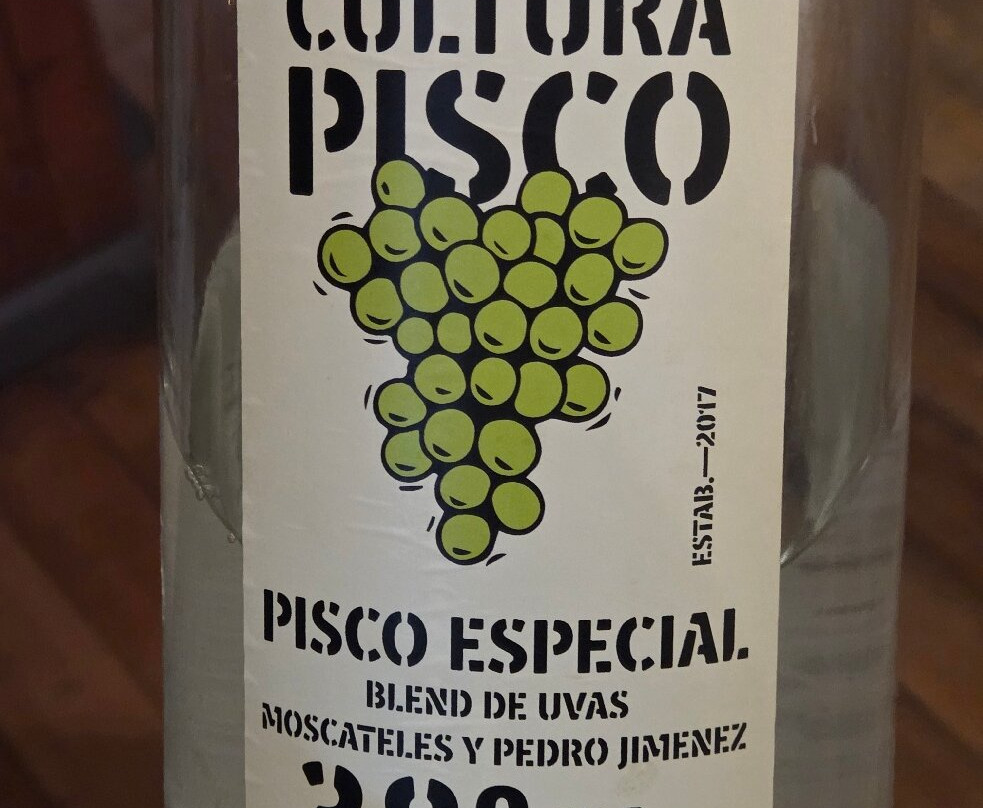 CULTURA
PISCO
ESTAB.—2017
PISCO ESPECIAL
BLEND DE UVAS
MOSCATELES Y PEDRO JIMENEZ